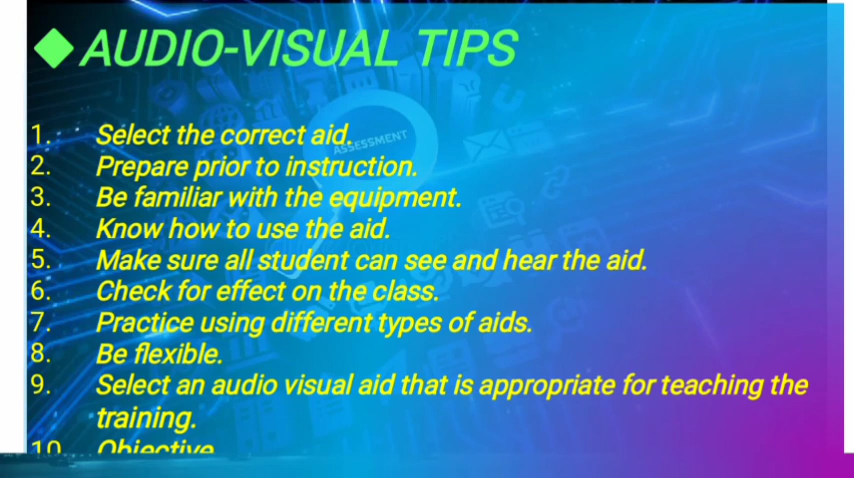 AUDIO-VISUAL TIPS
ASSESSMENT
1. Select the correct aid.
2. Prepare prior to instruction.
3. Be familiar with the equipment.
4. Know how to use the aid.
5. Make sure all student can see and hear the aid.
6. Check for effect on the class.
7. Practice using different types of aids.
8. Be flexible.
9. Select an audio visual aid that is appropriate for teaching the
training.
10. Objective